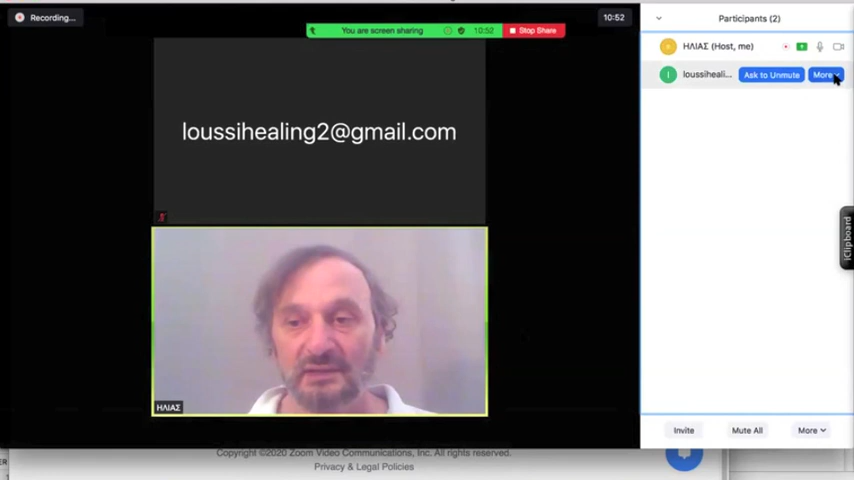 Recording...
You are screen sharing
10:52
Stop Share
10:52
loussihealing2@gmail.com
ΗΛΙΑΣ
Participants (2)
ΗΛΙΑΣ (Host, me)
loussiheali...
Ask to Unmute
More
Invite
Mute All
More
iClipboard
Copyright ©2020 Zoom Video Communications, Inc. All rights reserved.
Privacy & Legal Policies